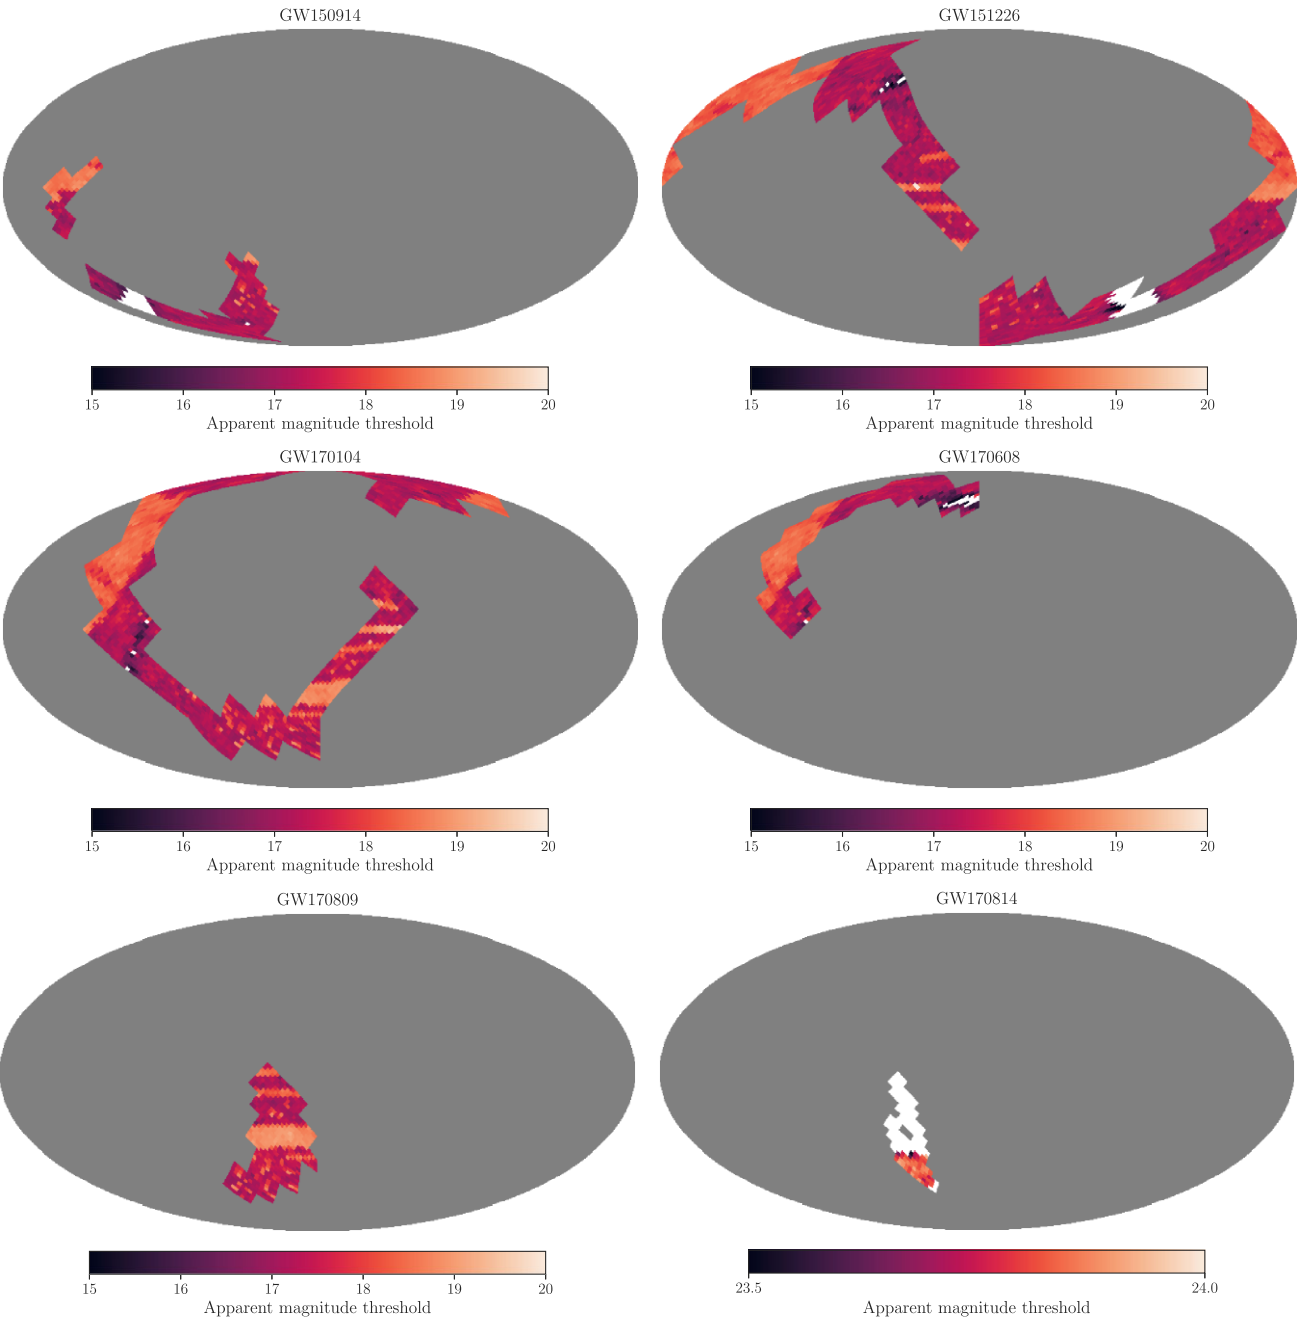 GW150914
GW151226
15 16 17 18 19 20
Apparent magnitude threshold
15 16 17 18 19 20
Apparent magnitude threshold
GW170104
GW170608
15 16 17 18 19 20
Apparent magnitude threshold
15 16 17 18 19 20
Apparent magnitude threshold
GW170809
GW170814
15 16 17 18 19 20
Apparent magnitude threshold
23.5 24.0
Apparent magnitude threshold